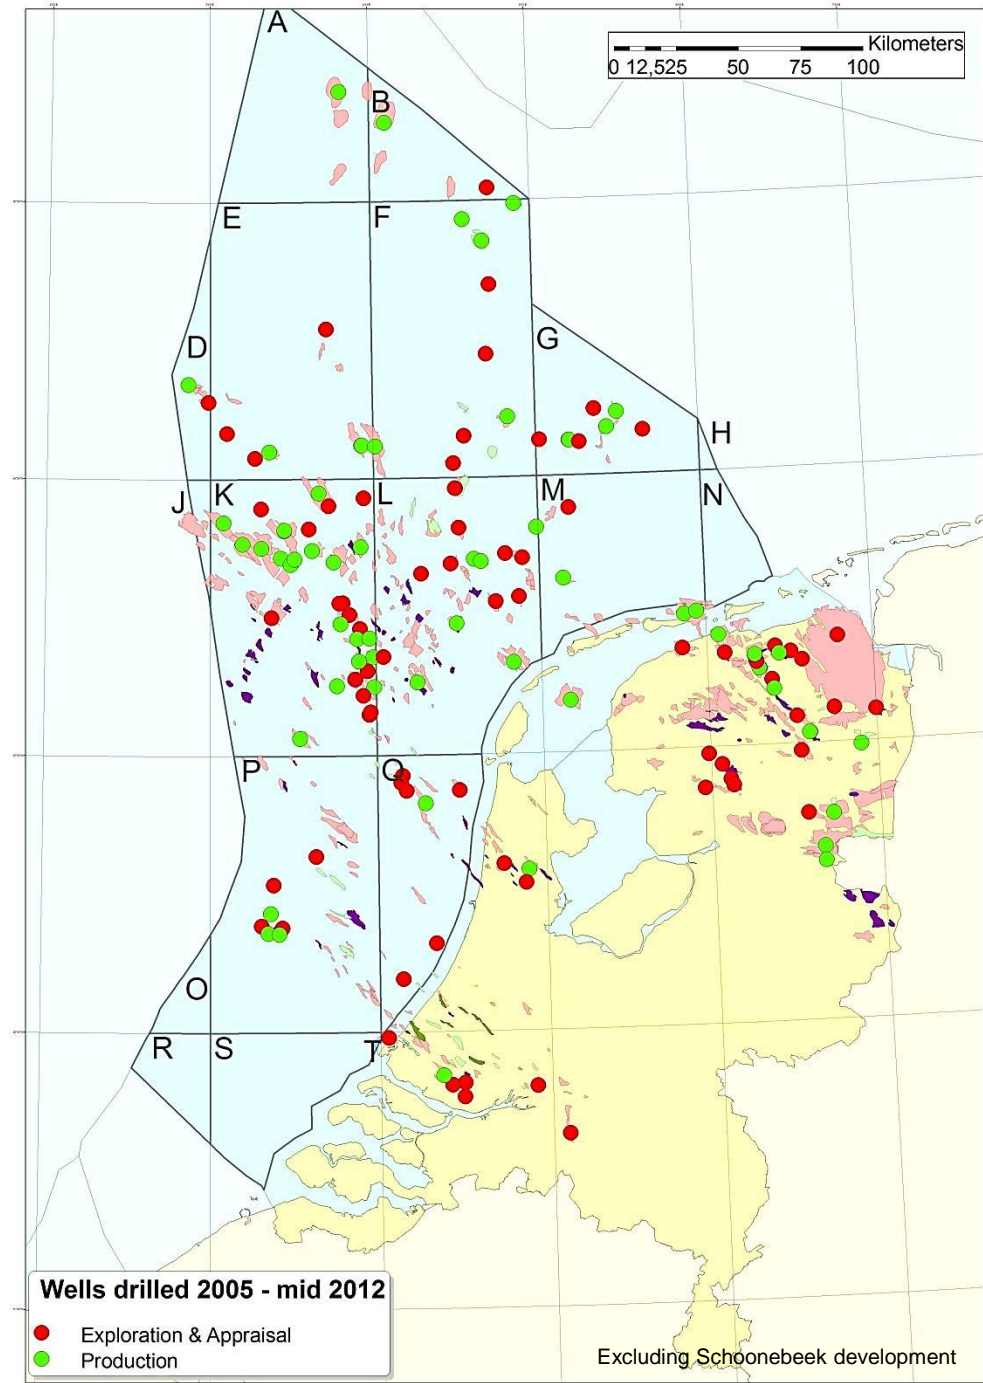 A
Kilometers
0 12,525 50 75 100
B
E
F
D
G
H
J
K
L
M
N
P
Q
O
R
S
T
Wells drilled 2005 - mid 2012
Exploration & Appraisal
Production
Excluding Schoonebeek development